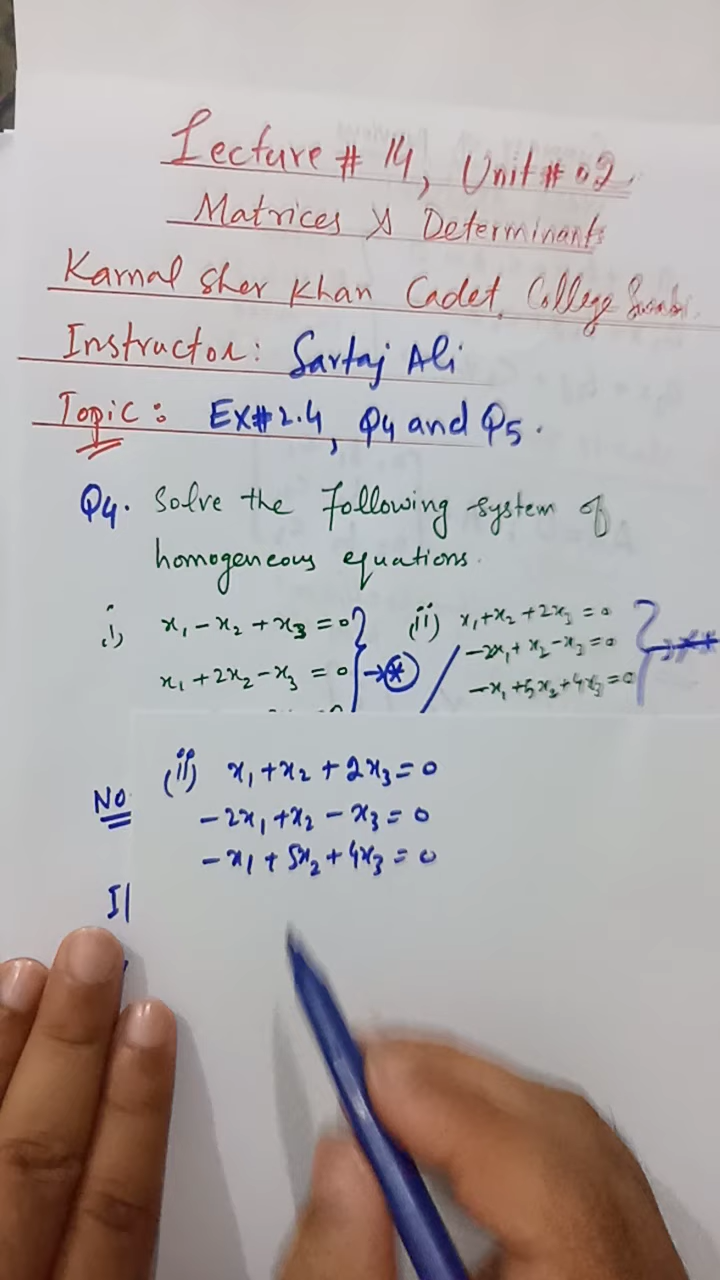 Lecture # 14, Unit # 02.
Matrices & Determinants
Karnal Sher Khan Cadet College Swabi.
Instructor: Sartaj Ali
Topic: EX#2.4, Q4 and Q5.
Q4. Solve the following system of
homogeneous equations.
i) x₁ - x₂ + x₃ = 0
x₁ + 2x₂ - x₃ = 0 → *
(ii) x₁ + x₂ + 2x₃ = 0
-2x₁ + x₂ - x₃ = 0 → **
-x₁ + 5x₂ + 4x₃ = 0
(ii) x₁ + x₂ + 2x₃ = 0
No
-2x₁ + x₂ - x₃ = 0
-x₁ + 5x₂ + 4x₃ = 0